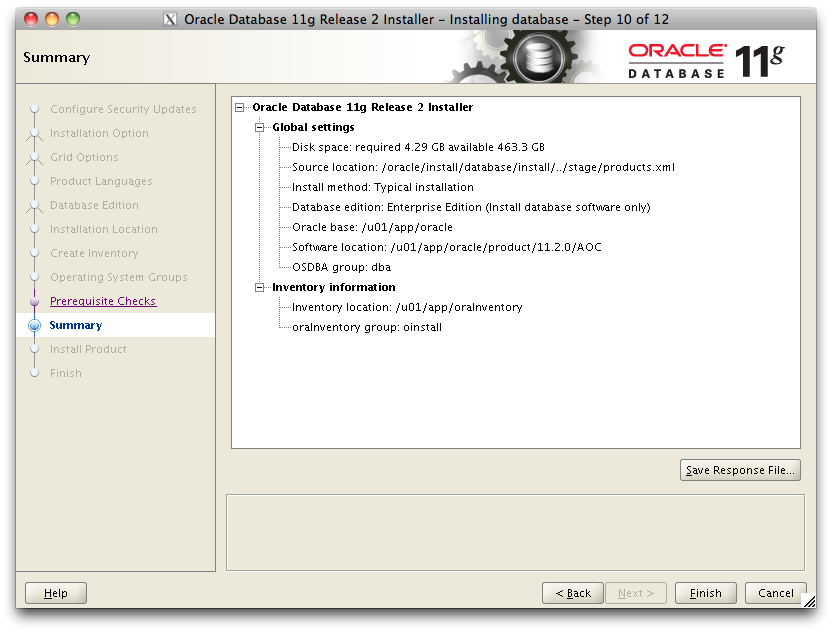 Oracle Database 11g Release 2 Installer – Installing database – Step 10 of 12
Summary
ORACLE
DATABASE
11g
Configure Security Updates
Installation Option
Grid Options
Product Languages
Database Edition
Installation Location
Create Inventory
Operating System Groups
Prerequisite Checks
Summary
Install Product
Finish
Oracle Database 11g Release 2 Installer
Global settings
Disk space: required 4.29 GB available 463.3 GB
Source location: /oracle/install/database/install/../stage/products.xml
Install method: Typical installation
Database edition: Enterprise Edition (Install database software only)
Oracle base: /u01/app/oracle
Software location: /u01/app/oracle/product/11.2.0/AOC
OSDBA group: dba
Inventory information
Inventory location: /u01/app/oraInventory
oraInventory group: oinstall
Save Response File...
Help
< Back
Next >
Finish
Cancel